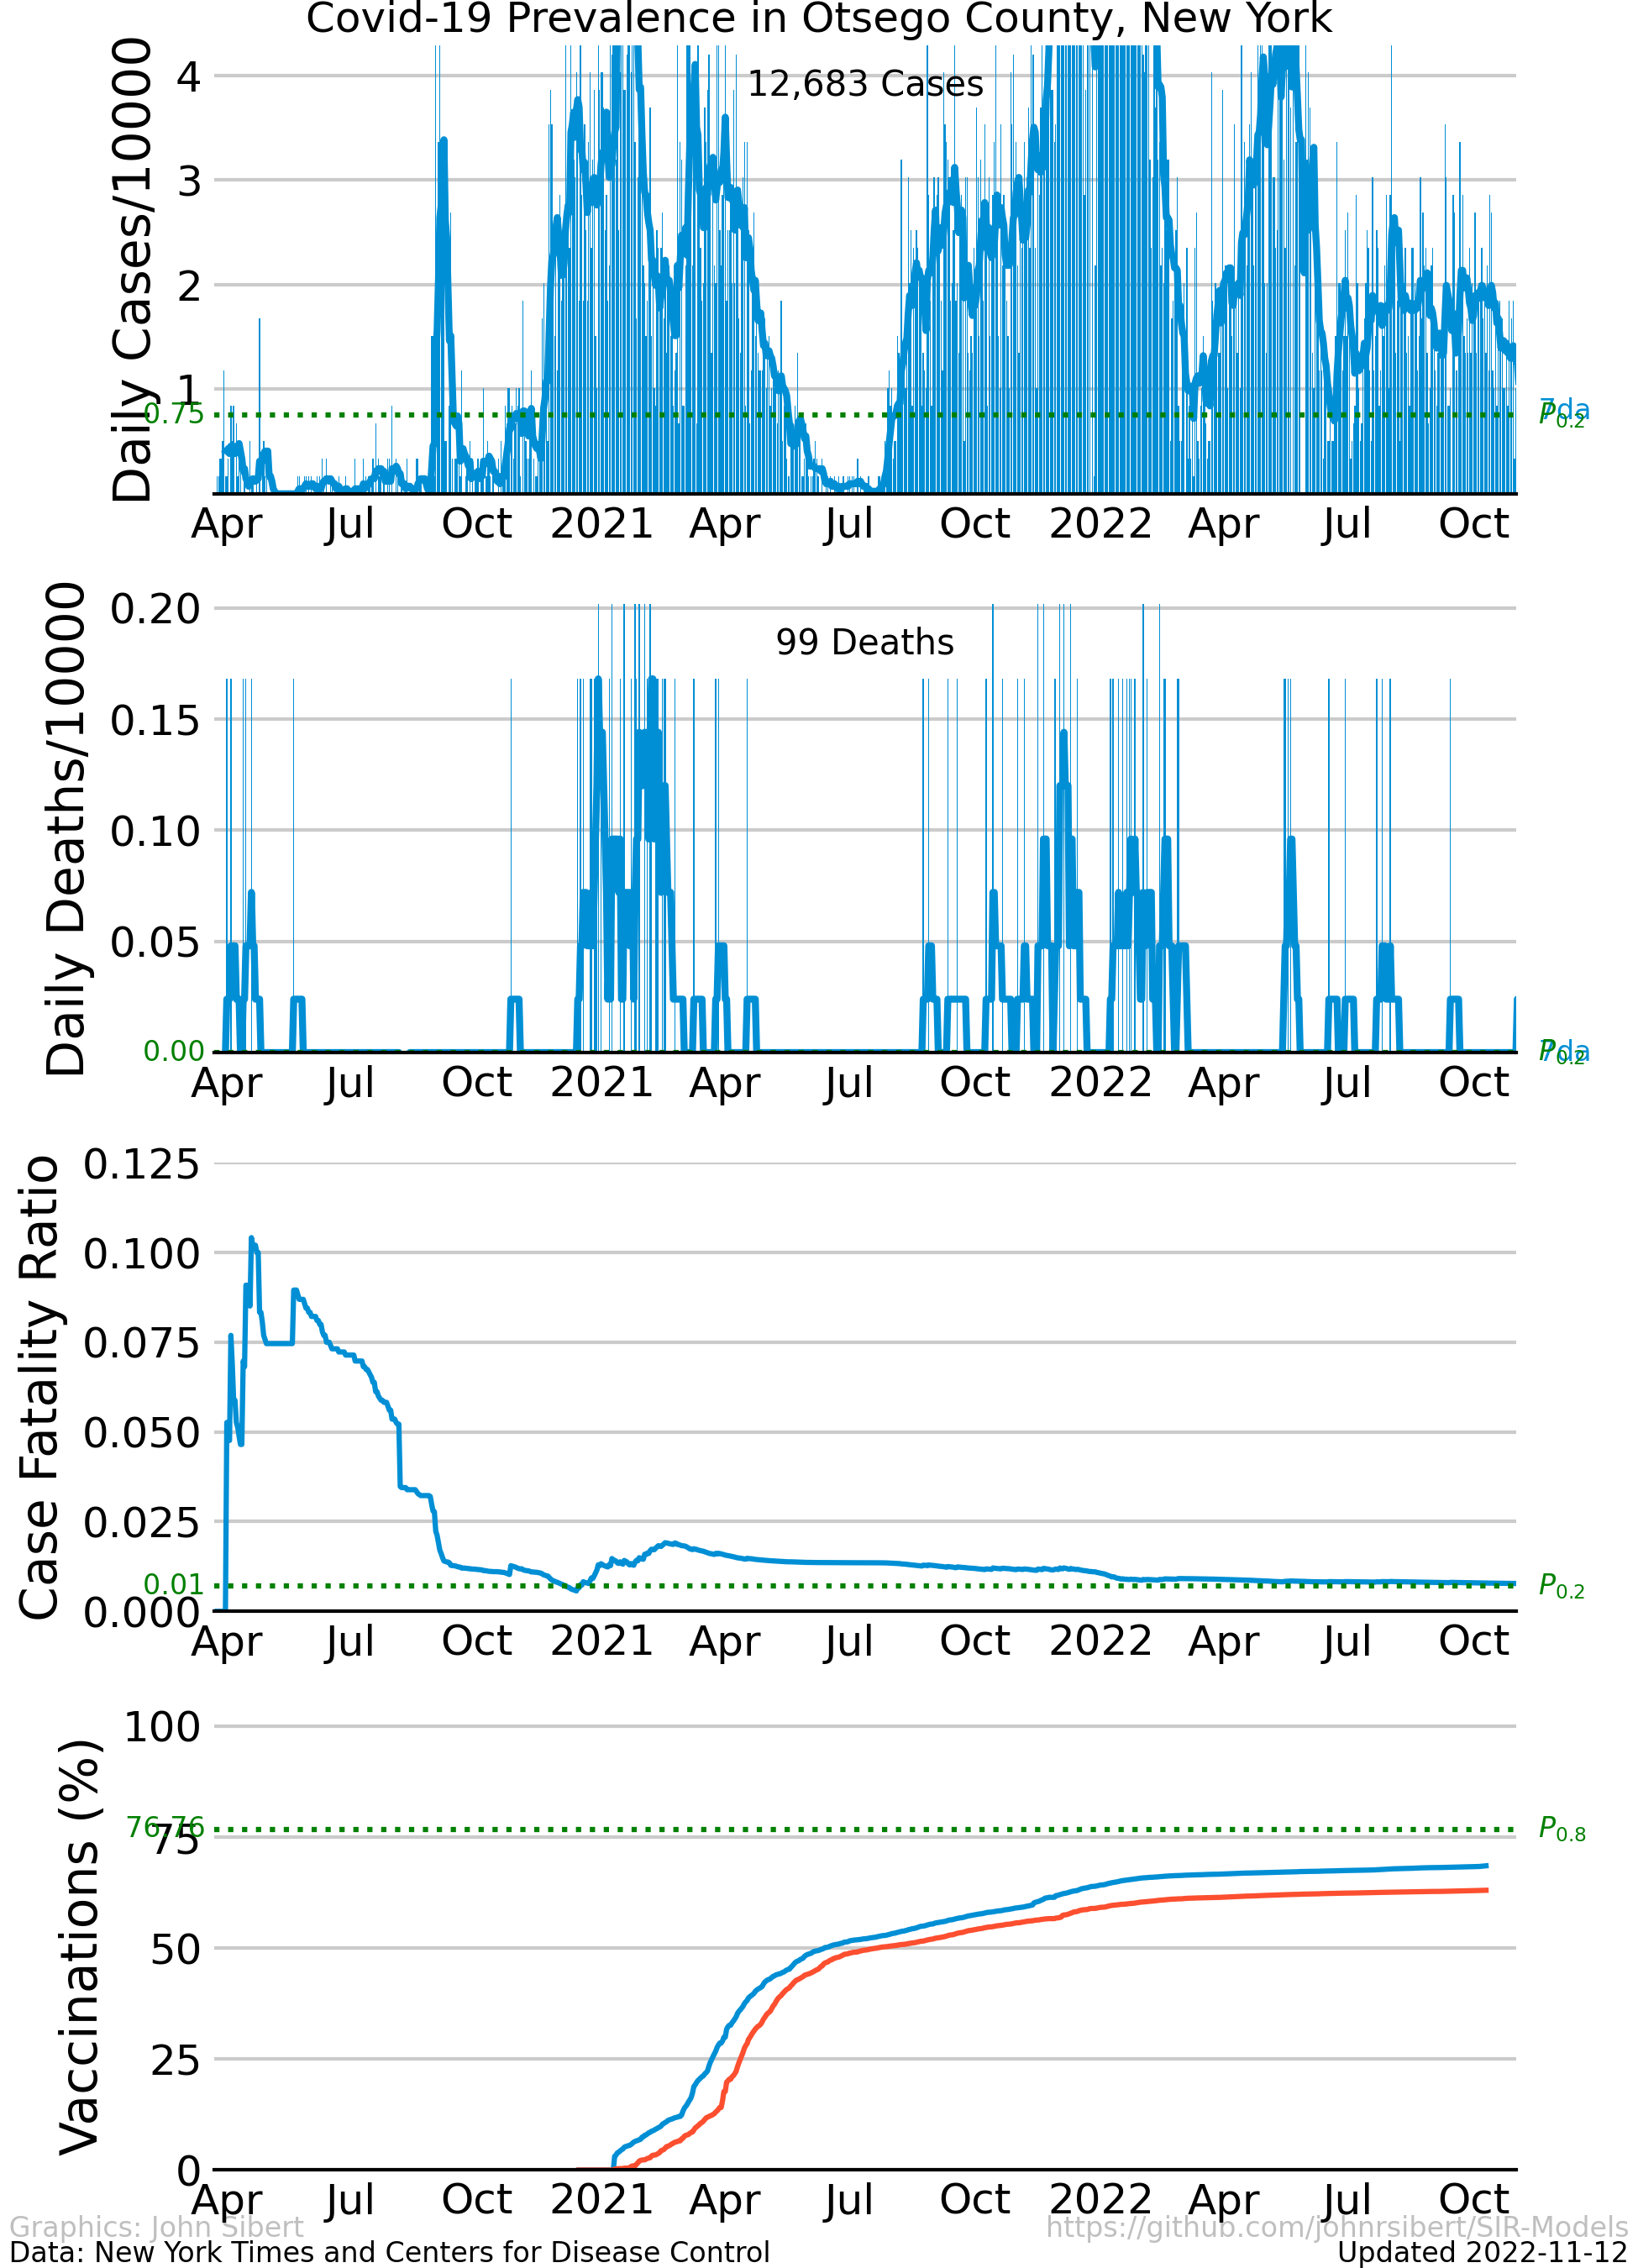 Covid-19 Prevalence in Otsego County, New York
Daily Cases/10000
12,683 Cases
4
3
2
1
0.75
7da
P0.2
Apr Jul Oct 2021 Apr Jul Oct 2022 Apr Jul Oct
Daily Deaths/10000
99 Deaths
0.20
0.15
0.10
0.05
0.00
7da
P0.2
Apr Jul Oct 2021 Apr Jul Oct 2022 Apr Jul Oct
Case Fatality Ratio
0.125
0.100
0.075
0.050
0.025
0.01
P0.2
0.000
Apr Jul Oct 2021 Apr Jul Oct 2022 Apr Jul Oct
Vaccinations (%)
100
76.76
P0.8
75
50
25
0
Apr Jul Oct 2021 Apr Jul Oct 2022 Apr Jul Oct
Graphics: John Sibert https://github.com/johnrsibert/SIR-Models
Data: New York Times and Centers for Disease Control Updated 2022-11-12